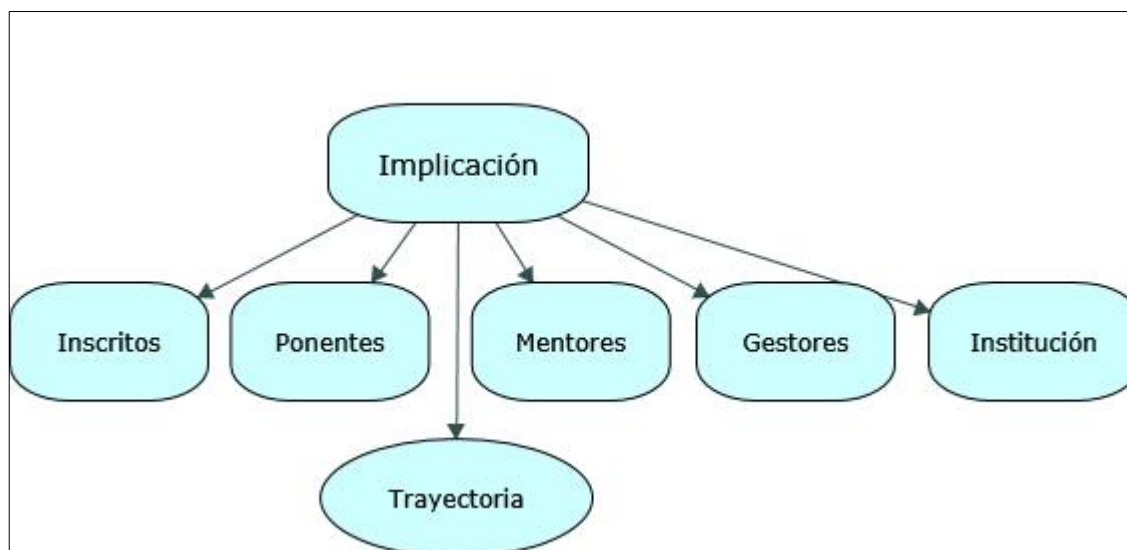 Implicación
Inscritos
Ponentes
Mentores
Gestores
Institución
Trayectoria